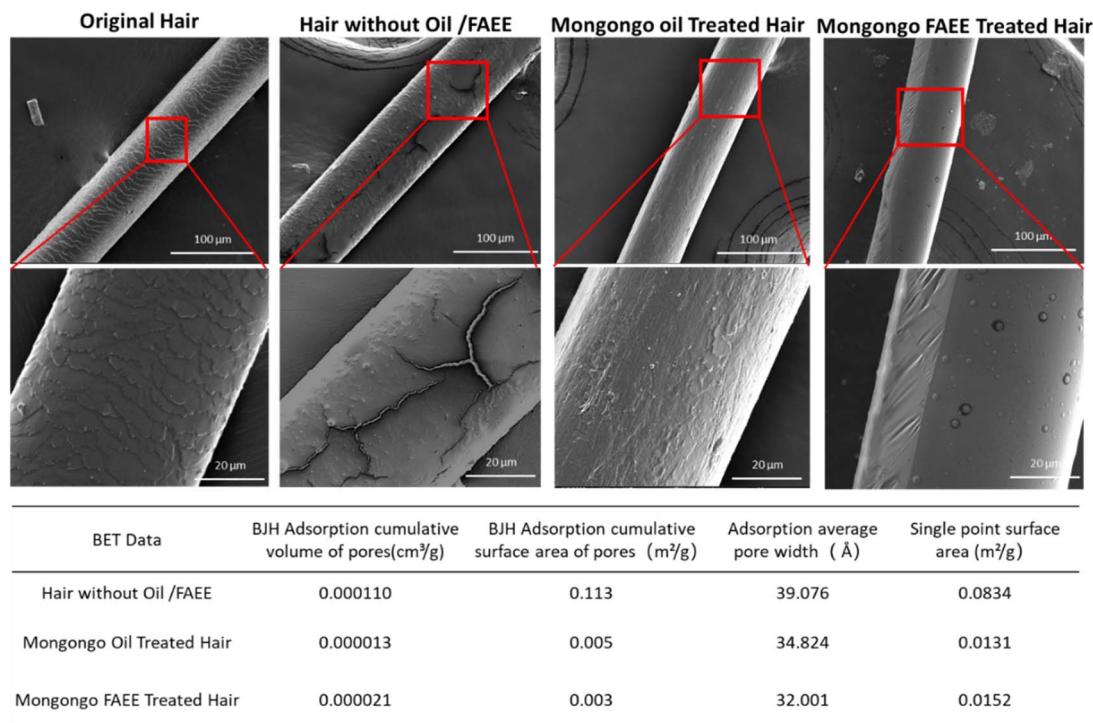 Original Hair
Hair without Oil /FAEE
Mongongo oil Treated Hair
Mongongo FAEE Treated Hair
100 μm
100 μm
100 μm
100 μm
20 μm
20 μm
20 μm
20 μm
BET Data
BJH Adsorption cumulative
volume of pores(cm³/g)
BJH Adsorption cumulative
surface area of pores (m²/g)
Adsorption average
pore width (Å)
Single point surface
area (m²/g)
Hair without Oil /FAEE 0.000110 0.113 39.076 0.0834
Mongongo Oil Treated Hair 0.000013 0.005 34.824 0.0131
Mongongo FAEE Treated Hair 0.000021 0.003 32.001 0.0152